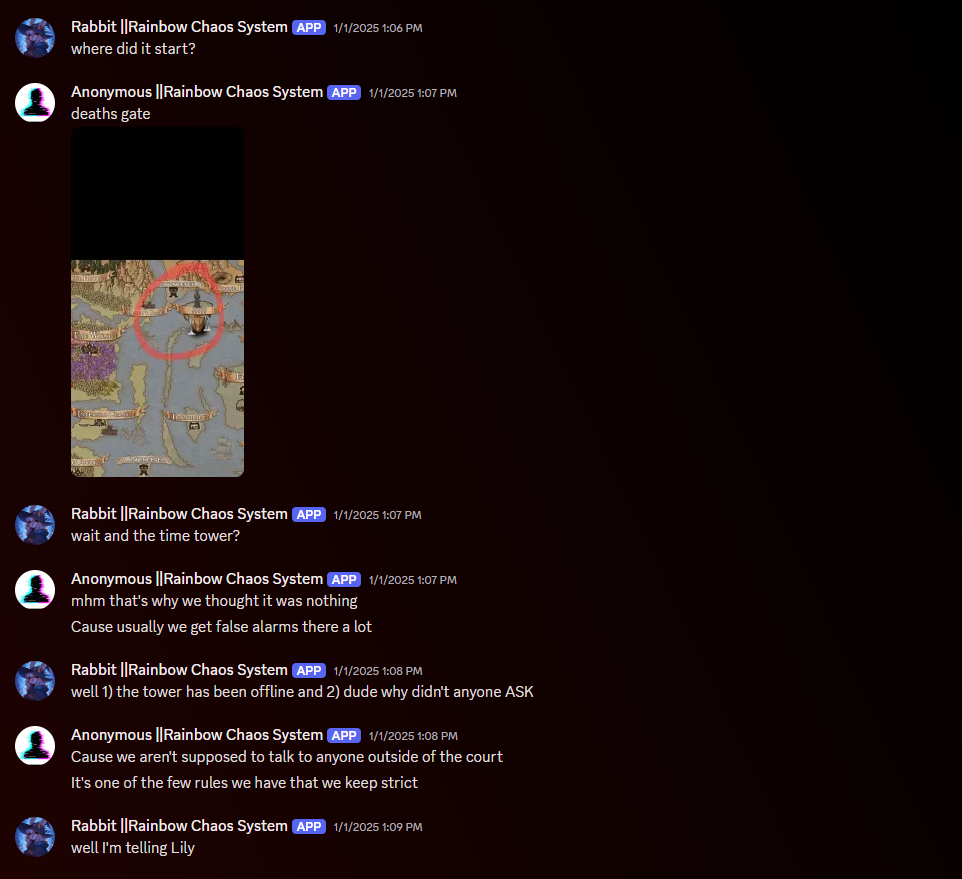 Rabbit ||Rainbow Chaos System APP 1/1/2025 1:06 PM
where did it start?
Anonymous ||Rainbow Chaos System APP 1/1/2025 1:07 PM
deaths gate
Rabbit ||Rainbow Chaos System APP 1/1/2025 1:07 PM
wait and the time tower?
Anonymous ||Rainbow Chaos System APP 1/1/2025 1:07 PM
mhm that's why we thought it was nothing
Cause usually we get false alarms there a lot
Rabbit ||Rainbow Chaos System APP 1/1/2025 1:08 PM
well 1) the tower has been offline and 2) dude why didn't anyone ASK
Anonymous ||Rainbow Chaos System APP 1/1/2025 1:08 PM
Cause we aren't supposed to talk to anyone outside of the court
It's one of the few rules we have that we keep strict
Rabbit ||Rainbow Chaos System APP 1/1/2025 1:09 PM
well I'm telling Lily